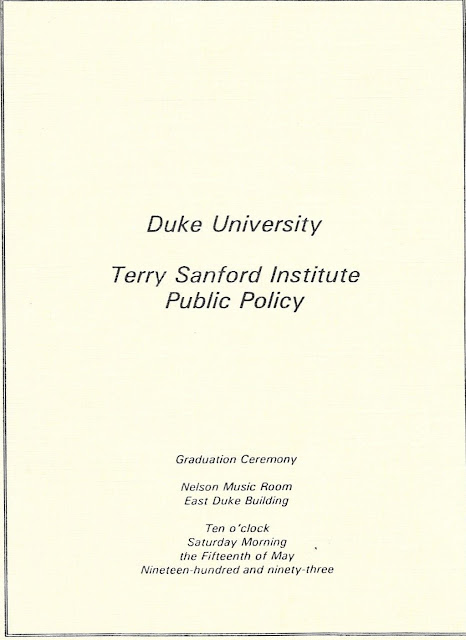 Duke University
Terry Sanford Institute
Public Policy
Graduation Ceremony
Nelson Music Room
East Duke Building
Ten o'clock
Saturday Morning
the Fifteenth of May
Nineteen-hundred and ninety-three